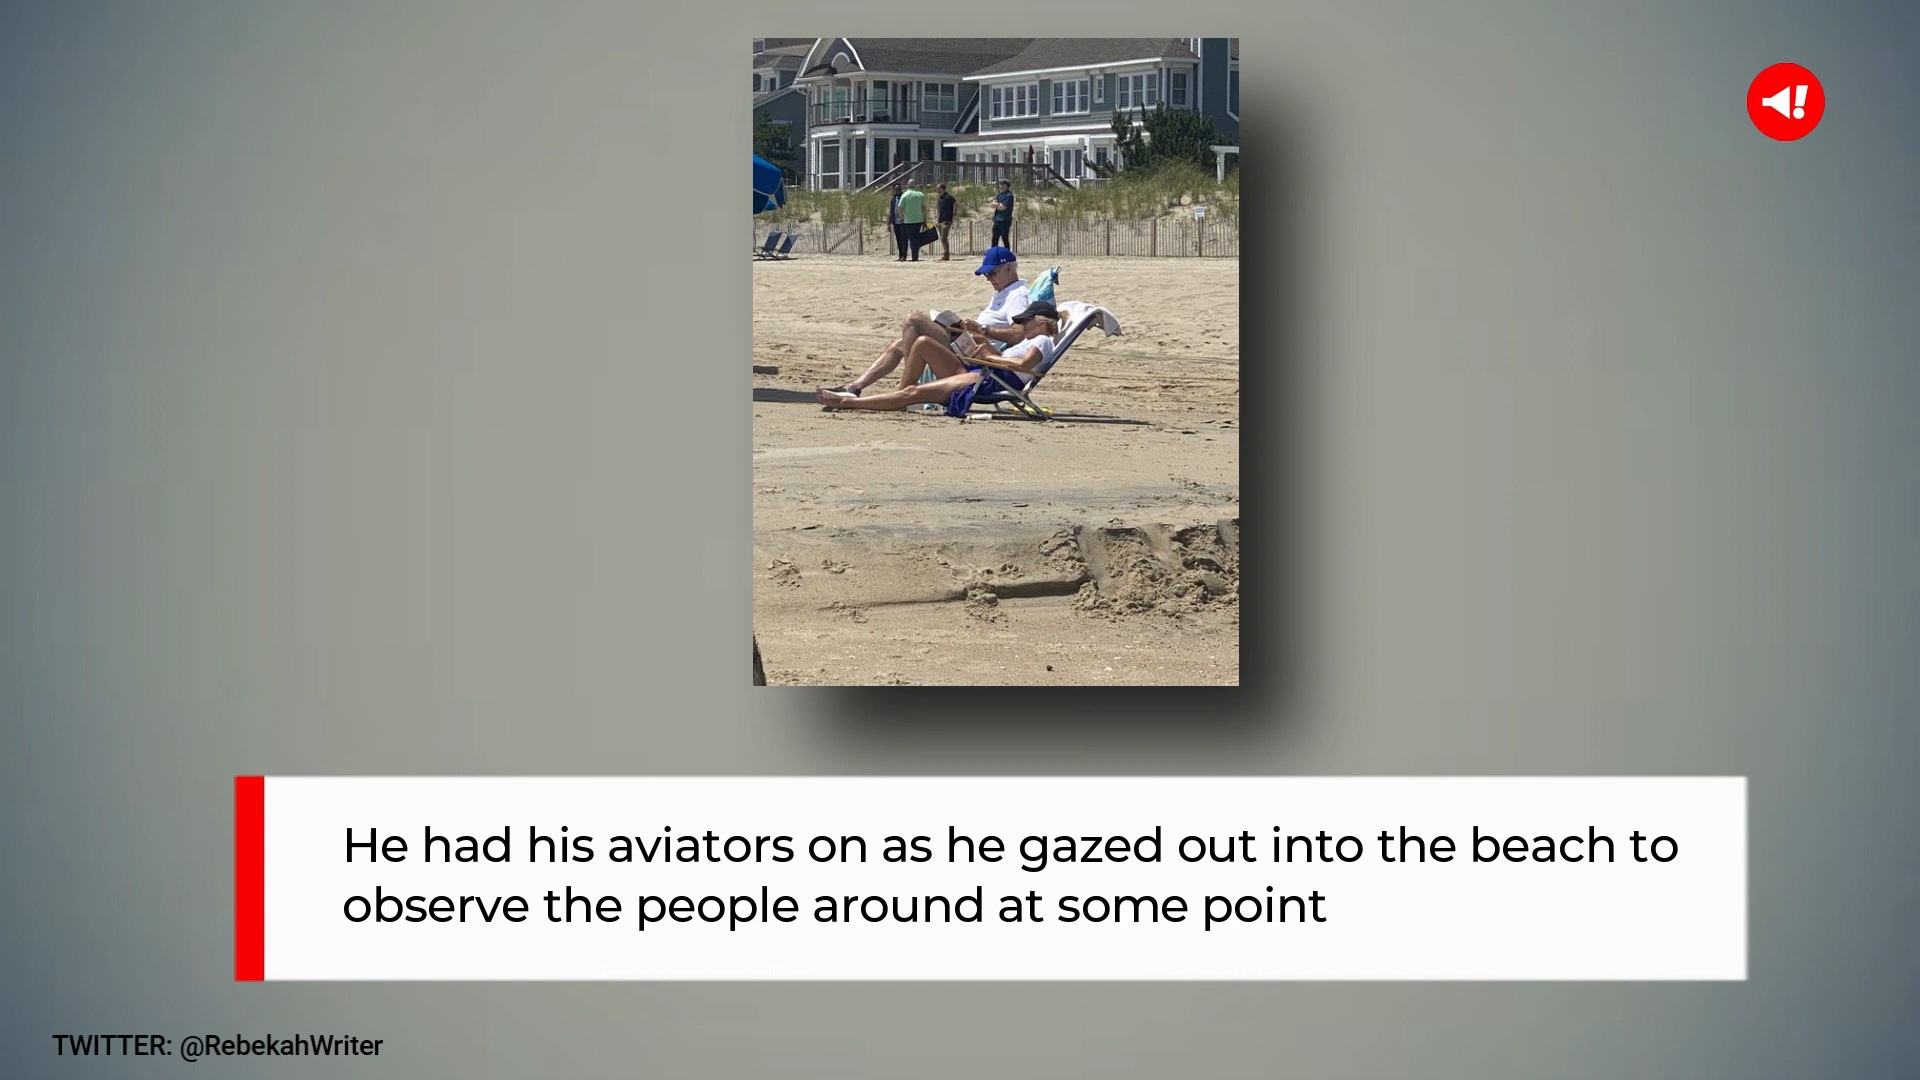 He had his aviators on as he gazed out into the beach to
observe the people around at some point
TWITTER: @RebekahWriter